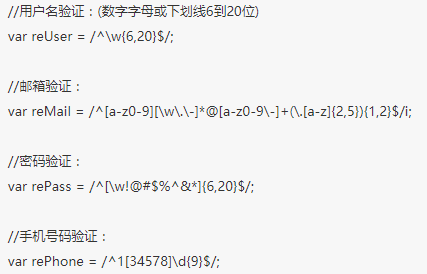 //用户名验证：(数字字母或下划线6到20位)
var reUser = /^\w{6,20}$/;
//邮箱验证：
var reMail = /^[a-z0-9][\w\.\-]*@[a-z0-9\-]+(\.[a-z]{2,5}){1,2}$/i;
//密码验证：
var rePass = /^[\w!@#$%^&*]{6,20}$/;
//手机号码验证：
var rePhone = /^1[34578]\d{9}$/;